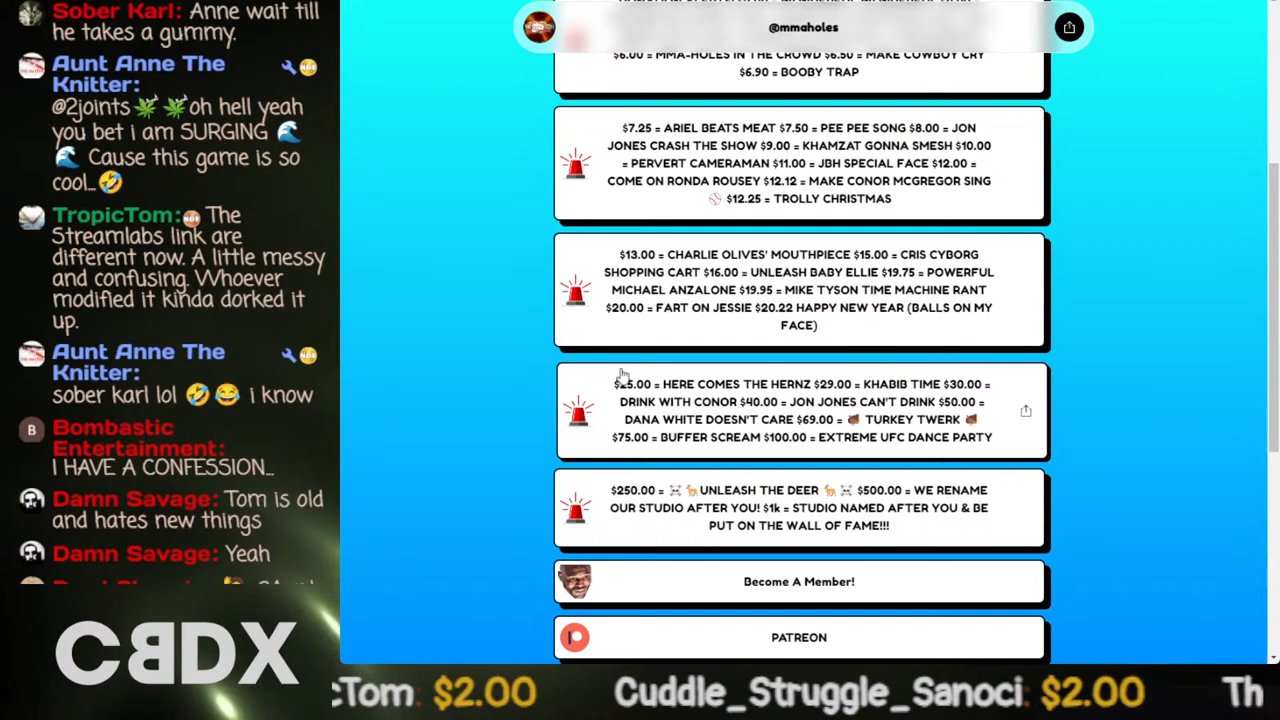 Sober Karl: Anne wait till
he takes a gummy.
Aunt Anne The
Knitter:
@2joints🌿🌿oh hell yeah
you bet i am SURGING 🌊
🌊 Cause this game is so
cool...🤣
TropicTom: The
Streamlabs link are
different now. A little messy
and confusing. Whoever
modified it kinda dorked it
up.
Aunt Anne The
Knitter:
sober karl lol 🤣😂 i know
B Bombastic
Entertainment:
I HAVE A CONFESSION...
Damn Savage: Tom is old
and hates new things
Damn Savage: Yeah
CBDX
@mmaholes
$6.00 = MMA-HOLES IN THE CROWD $6.50 = MAKE COWBOY CRY
$6.90 = BOOBY TRAP
$7.25 = ARIEL BEATS MEAT $7.50 = PEE PEE SONG $8.00 = JON
JONES CRASH THE SHOW $9.00 = KHAMZAT GONNA SMESH $10.00
= PERVERT CAMERAMAN $11.00 = JBH SPECIAL FACE $12.00 =
COME ON RONDA ROUSEY $12.12 = MAKE CONOR MCGREGOR SING
⚾ $12.25 = TROLLY CHRISTMAS
$13.00 = CHARLIE OLIVES' MOUTHPIECE $15.00 = CRIS CYBORG
SHOPPING CART $16.00 = UNLEASH BABY ELLIE $19.75 = POWERFUL
MICHAEL ANZALONE $19.95 = MIKE TYSON TIME MACHINE RANT
$20.00 = FART ON JESSIE $20.22 HAPPY NEW YEAR (BALLS ON MY
FACE)
$25.00 = HERE COMES THE HERNZ $29.00 = KHABIB TIME $30.00 =
DRINK WITH CONOR $40.00 = JON JONES CAN'T DRINK $50.00 =
DANA WHITE DOESN'T CARE $69.00 = 🦃 TURKEY TWERK 🦃
$75.00 = BUFFER SCREAM $100.00 = EXTREME UFC DANCE PARTY
$250.00 = ☠🦌UNLEASH THE DEER 🦌☠ $500.00 = WE RENAME
OUR STUDIO AFTER YOU! $1k = STUDIO NAMED AFTER YOU & BE
PUT ON THE WALL OF FAME!!!
Become A Member!
PATREON
cTom: $2.00 Cuddle_Struggle_Sanoci: $2.00 Th